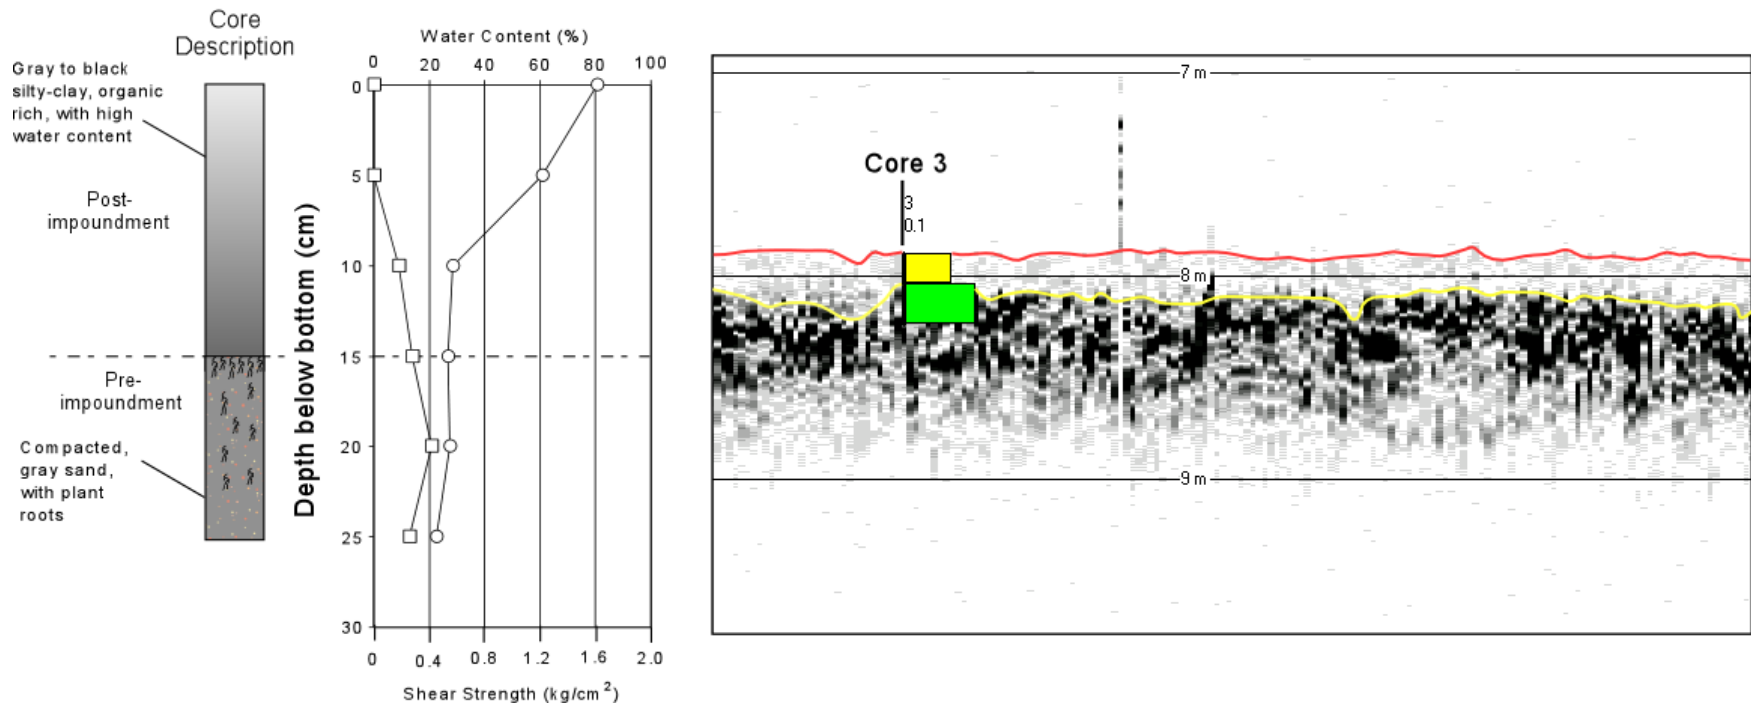 Core
Description
Gray to black
silty-clay, organic
rich, with high
water content
Post-
impoundment
Pre-
impoundment
Compacted,
gray sand,
with plant
roots
Water Content (%)
0 20 40 60 80 100
Depth below bottom (cm)
0
5
10
15
20
25
30
0 0.4 0.8 1.2 1.6 2.0
Shear Strength (kg/cm²)
7 m
Core 3
3
0.1
8 m
9 m